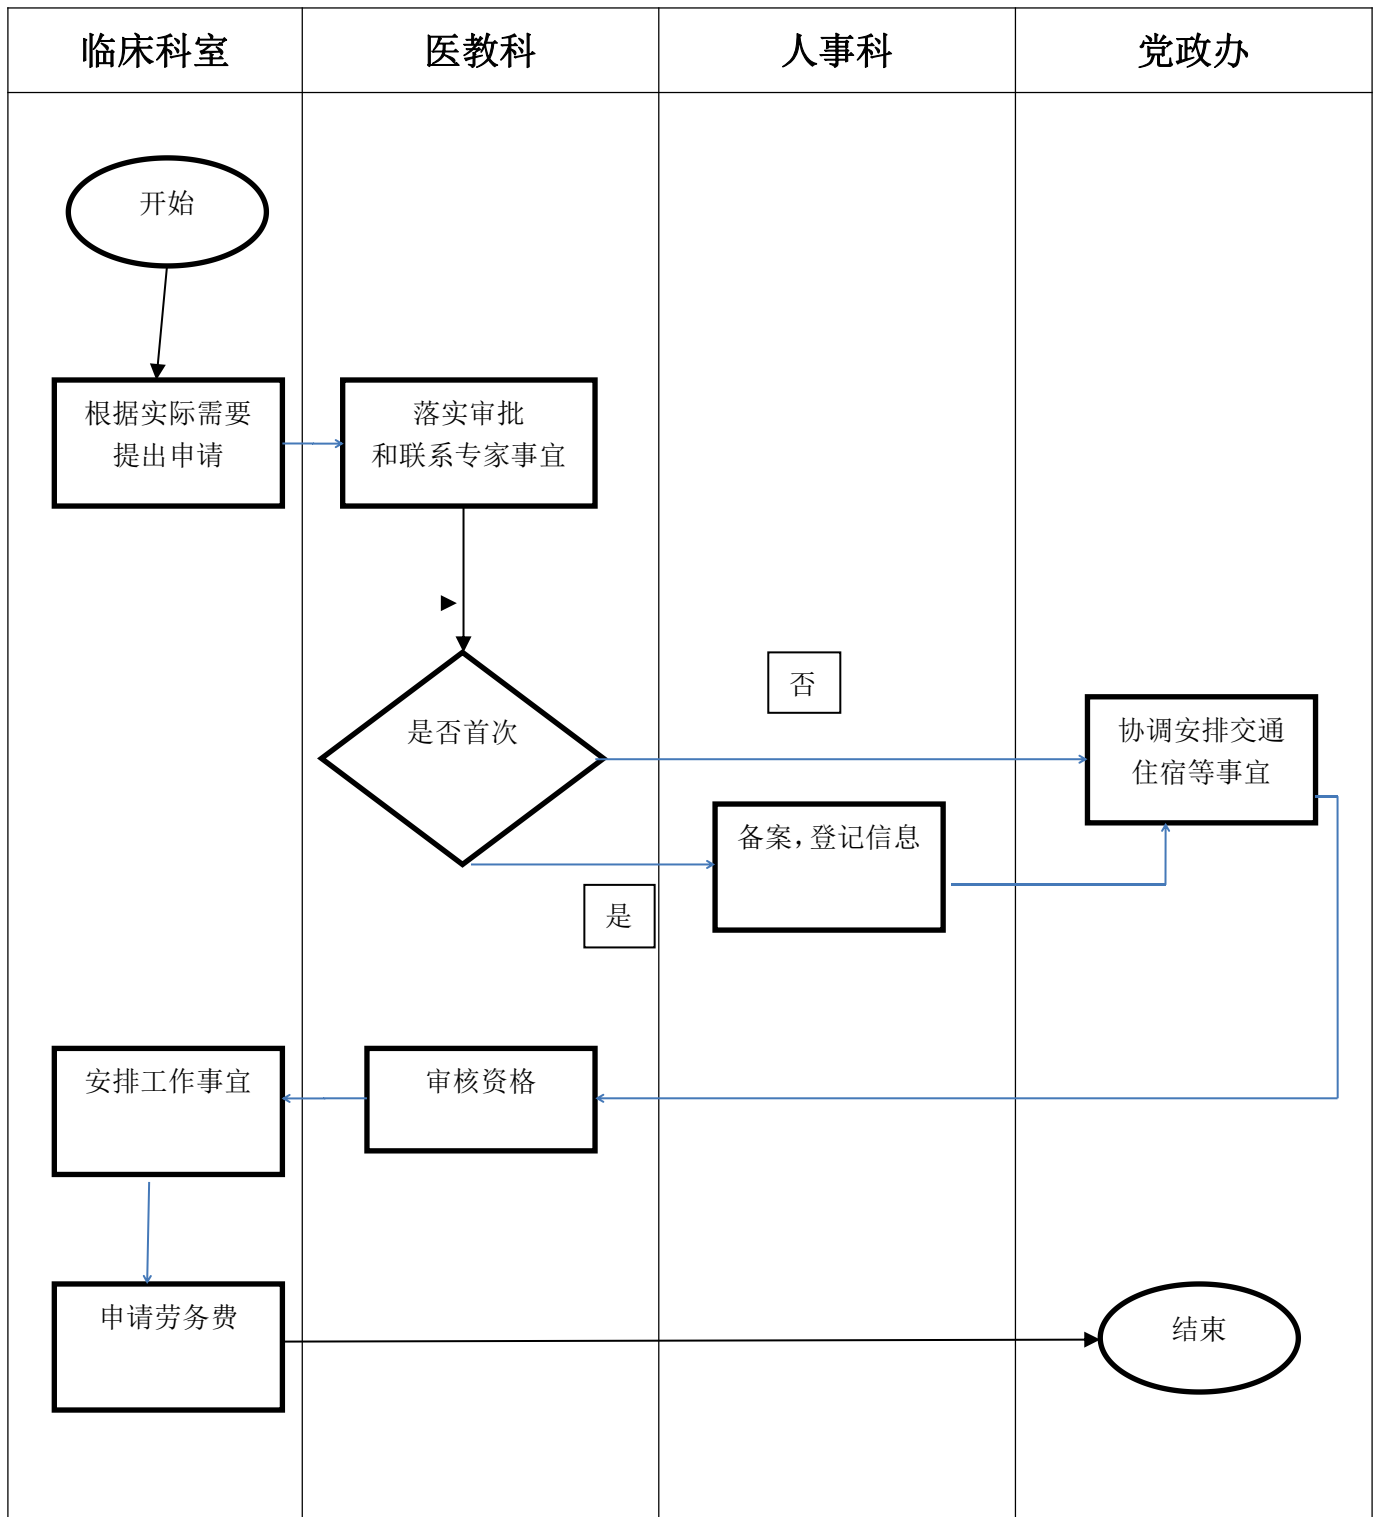 临床科室
医教科
人事科
党政办
开始
根据实际需要
提出申请
落实审批
和联系专家事宜
是否首次
否
协调安排交通
住宿等事宜
备案，登记信息
是
安排工作事宜
审核资格
申请劳务费
结束